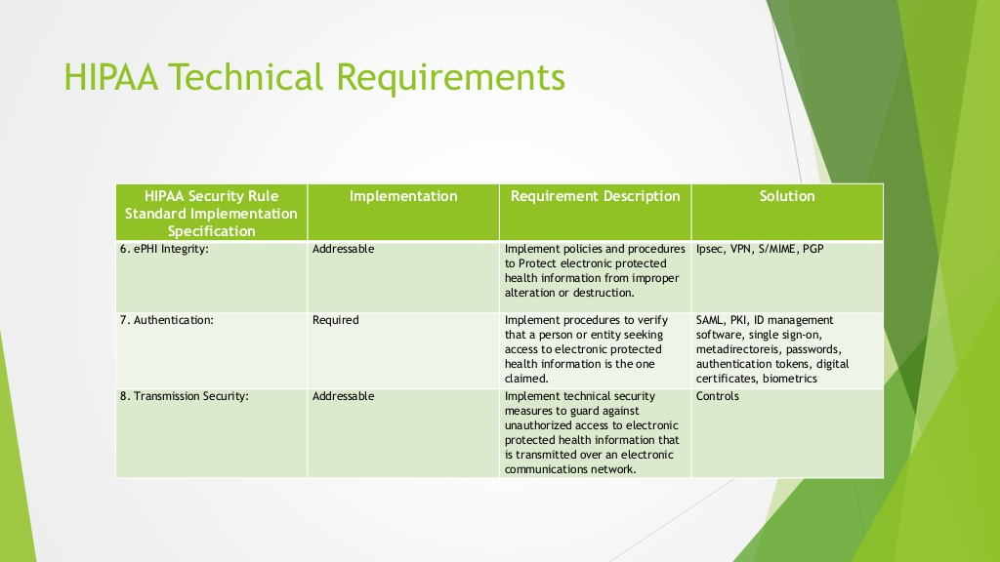 HIPAA Technical Requirements
HIPAA Security Rule
Standard Implementation
Specification
Implementation
Requirement Description
Solution
6. ePHI Integrity:
Addressable
Implement policies and procedures
to Protect electronic protected
health information from improper
alteration or destruction.
Ipsec, VPN, S/MIME, PGP
7. Authentication:
Required
Implement procedures to verify
that a person or entity seeking
access to electronic protected
health information is the one
claimed.
SAML, PKI, ID management
software, single sign-on,
metadirectoreis, passwords,
authentication tokens, digital
certificates, biometrics
8. Transmission Security:
Addressable
Implement technical security
measures to guard against
unauthorized access to electronic
protected health information that
is transmitted over an electronic
communications network.
Controls